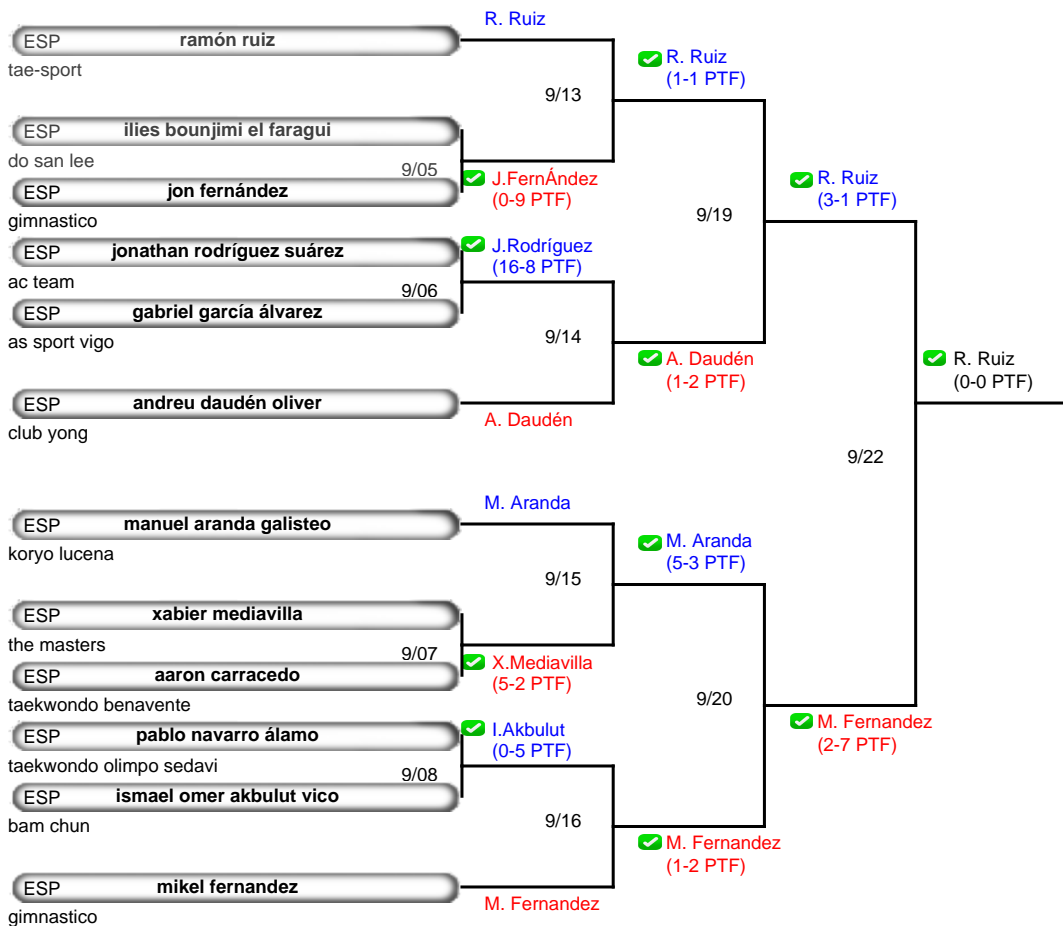 R. Ruiz
ESP ramón ruiz
tae-sport
R. Ruiz
(1-1 PTF)
9/13
ESP ilies bounjimi el faragui
do san lee
9/05
ESP jon fernández
gimnastico
J.FernÁndez
(0-9 PTF)
R. Ruiz
(3-1 PTF)
9/19
ESP jonathan rodríguez suárez
ac team
J.Rodríguez
(16-8 PTF)
9/06
ESP gabriel garcía álvarez
as sport vigo
9/14
A. Daudén
(1-2 PTF)
ESP andreu daudén oliver
club yong
A. Daudén
R. Ruiz
(0-0 PTF)
9/22
M. Aranda
ESP manuel aranda galisteo
koryo lucena
M. Aranda
(5-3 PTF)
9/15
ESP xabier mediavilla
the masters
9/07
ESP aaron carracedo
taekwondo benavente
X.Mediavilla
(5-2 PTF)
9/20
M. Fernandez
(2-7 PTF)
ESP pablo navarro álamo
taekwondo olimpo sedavi
I.Akbulut
(0-5 PTF)
9/08
ESP ismael omer akbulut vico
bam chun
9/16
M. Fernandez
(1-2 PTF)
ESP mikel fernandez
gimnastico
M. Fernandez